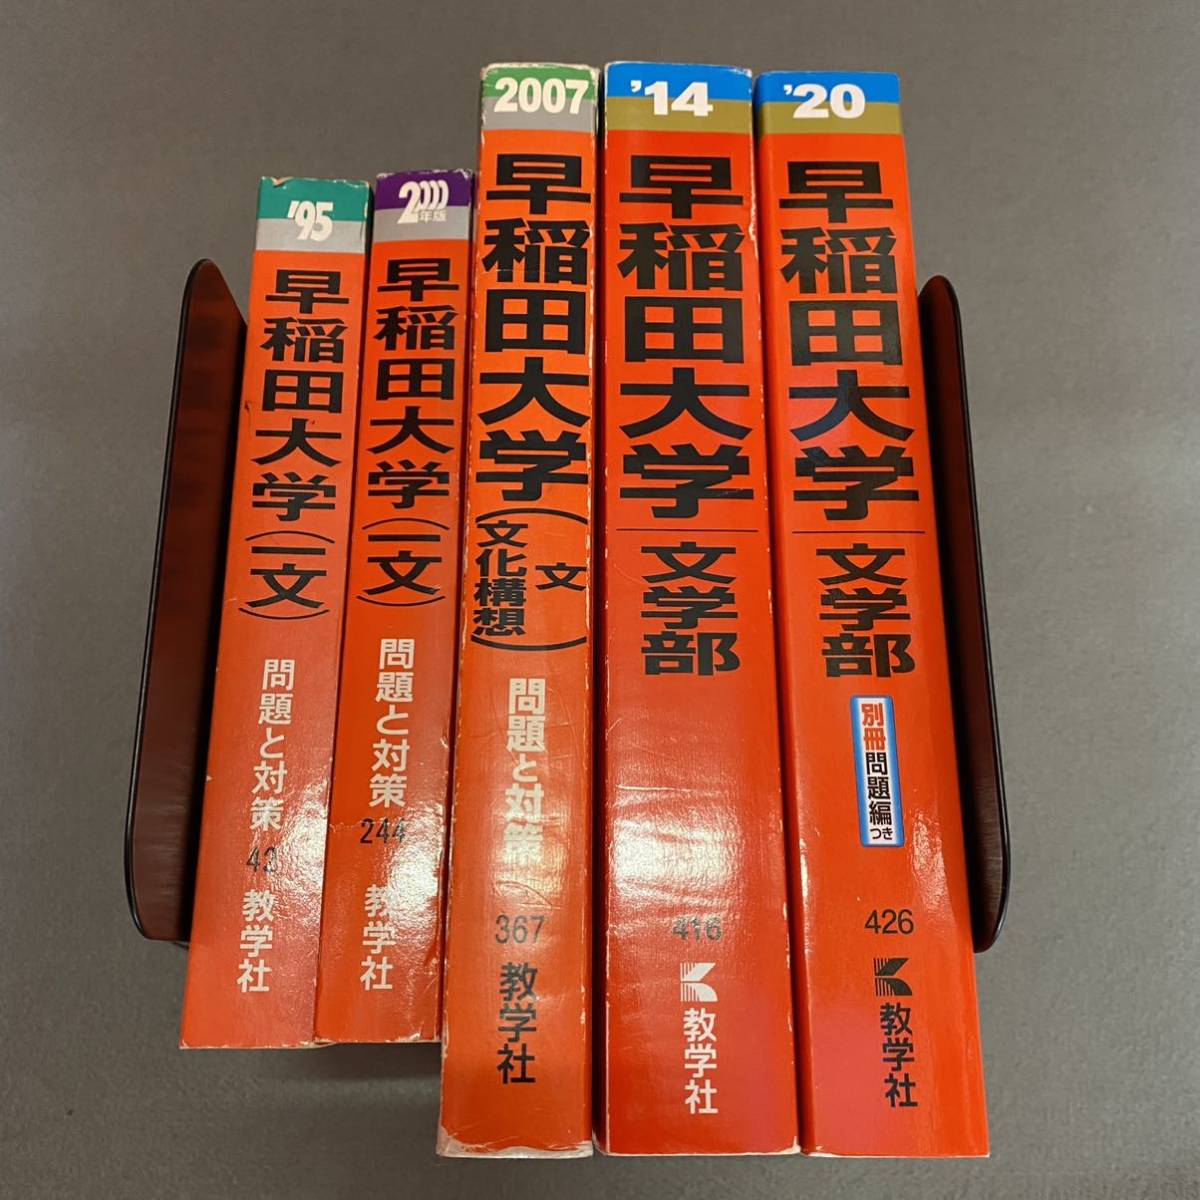 '95
早稲田大学(一文)
問題と対策
42
教学社
2000年版
早稲田大学(一文)
問題と対策
244
教学社
2007
早稲田大学(文 文化構想)
問題と対策
367
教学社
'14
早稲田大学 文学部
416
教学社
'20
早稲田大学 文学部
別冊問題編つき
426
教学社